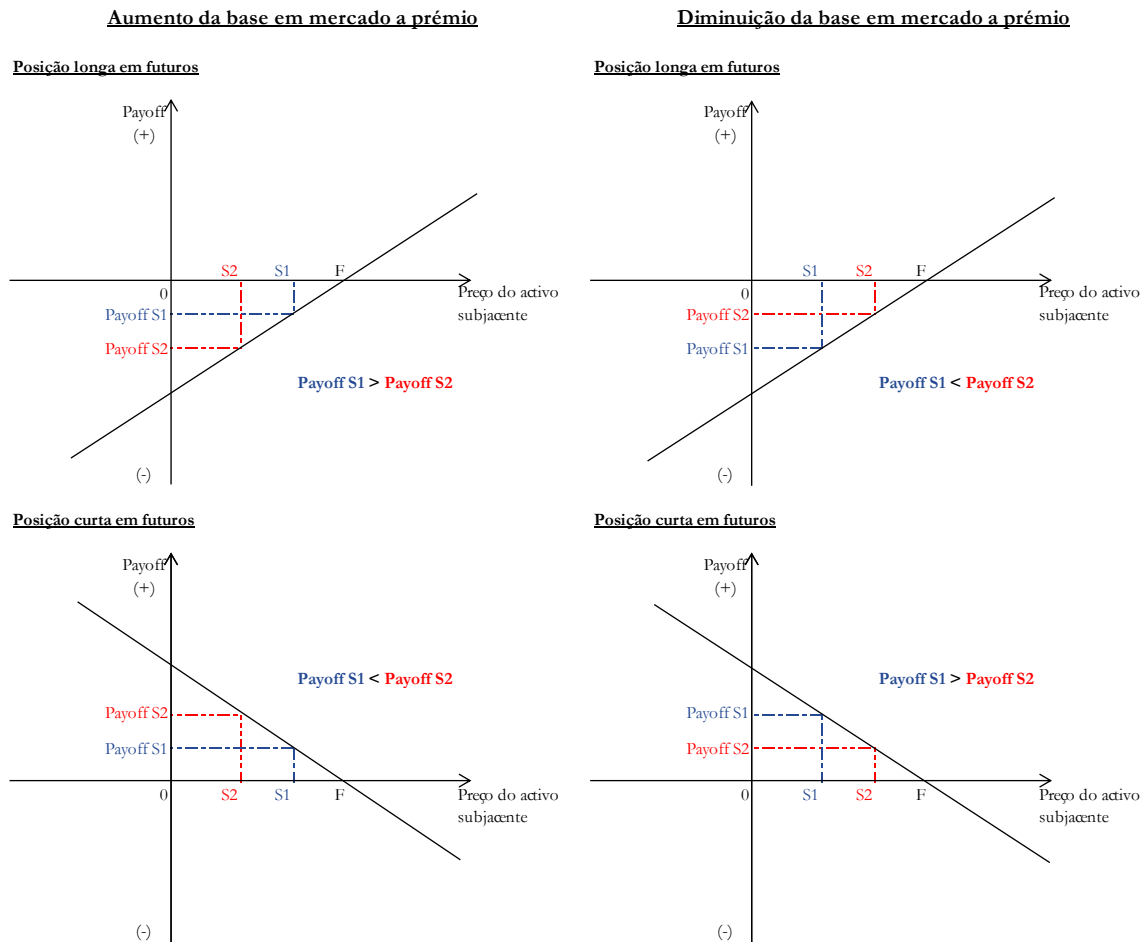 Aumento da base em mercado a prémio
Posição longa em futuros
Payoff
(+)
S2 S1 F
0
Preço do activo
subjacente
Payoff S1
Payoff S2
Payoff S1 > Payoff S2
(-)
Posição curta em futuros
Payoff
(+)
Payoff S1 < Payoff S2
Payoff S2
Payoff S1
0 S2 S1 F
Preço do activo
subjacente
(-)
Diminuição da base em mercado a prémio
Posição longa em futuros
Payoff
(+)
S1 S2 F
0
Preço do activo
subjacente
Payoff S2
Payoff S1
Payoff S1 < Payoff S2
(-)
Posição curta em futuros
Payoff
(+)
Payoff S1 > Payoff S2
Payoff S1
Payoff S2
0 S1 S2 F
Preço do activo
subjacente
(-)